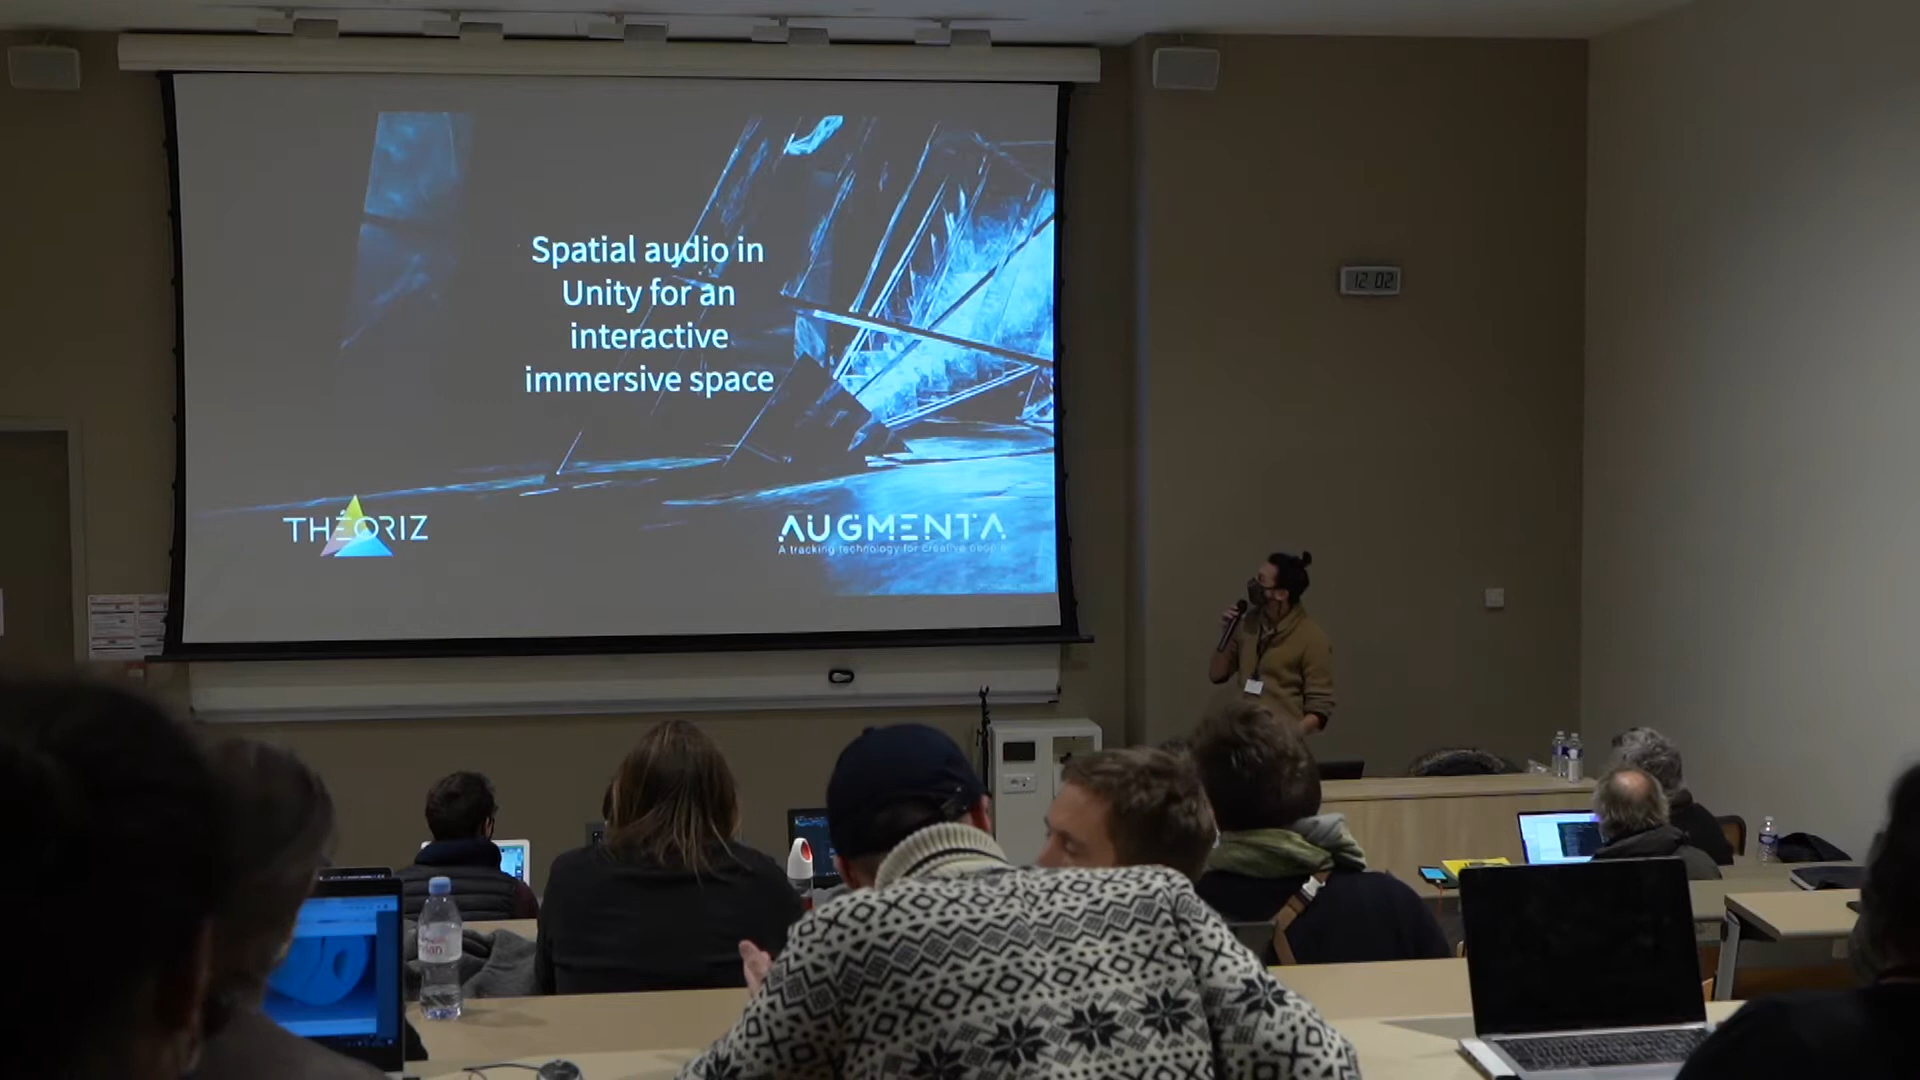 Spatial audio in
Unity for an
interactive
immersive space
THÉORIZ
AUGMENTA
A tracking technology for creative people
12 02